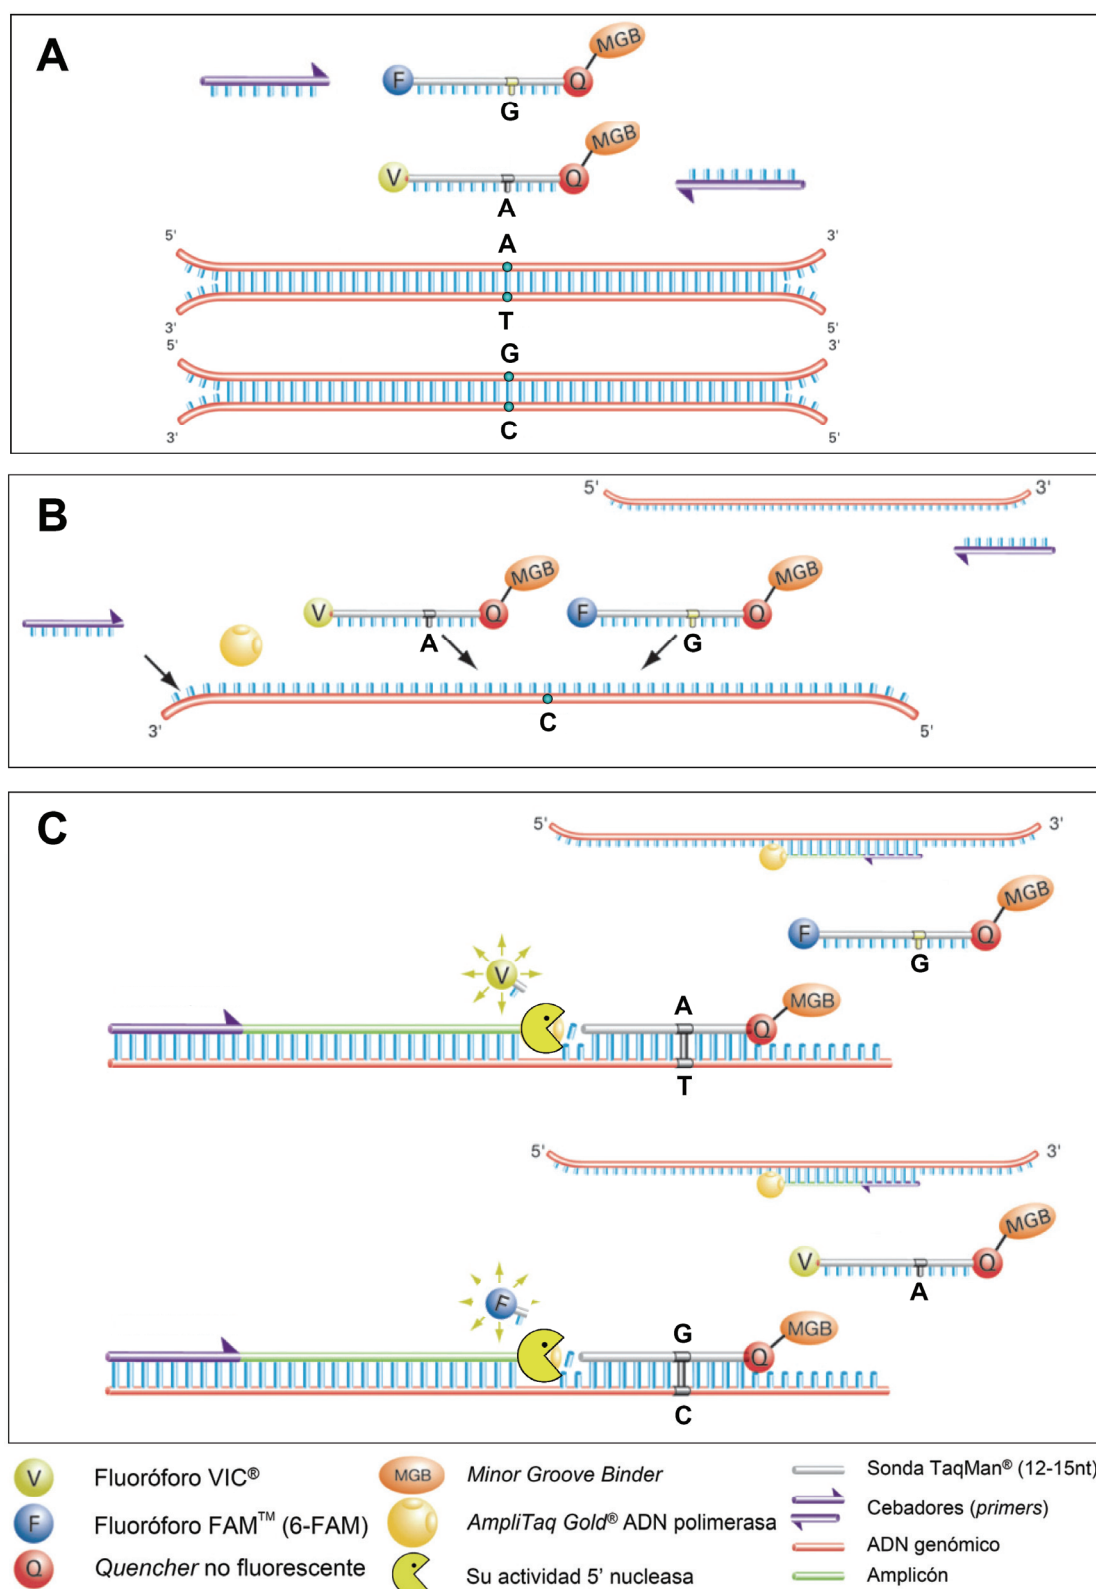 A
MGB
F
Q
G
MGB
V
Q
A
A
5'
3'
T
3'
5'
G
5'
3'
C
3'
5'
B
5'
3'
MGB
MGB
V
Q
F
Q
A
G
C
3'
5'
C
5'
3'
MGB
F
Q
G
V
A
MGB
Q
T
5'
3'
MGB
V
Q
A
F
G
MGB
Q
C
V Fluoróforo VIC®
F Fluoróforo FAM™ (6-FAM)
Q Quencher no fluorescente
MGB Minor Groove Binder
AmpliTaq Gold® ADN polimerasa
Su actividad 5' nucleasa
Sonda TaqMan® (12-15nt)
Cebadores (primers)
ADN genómico
Amplicón